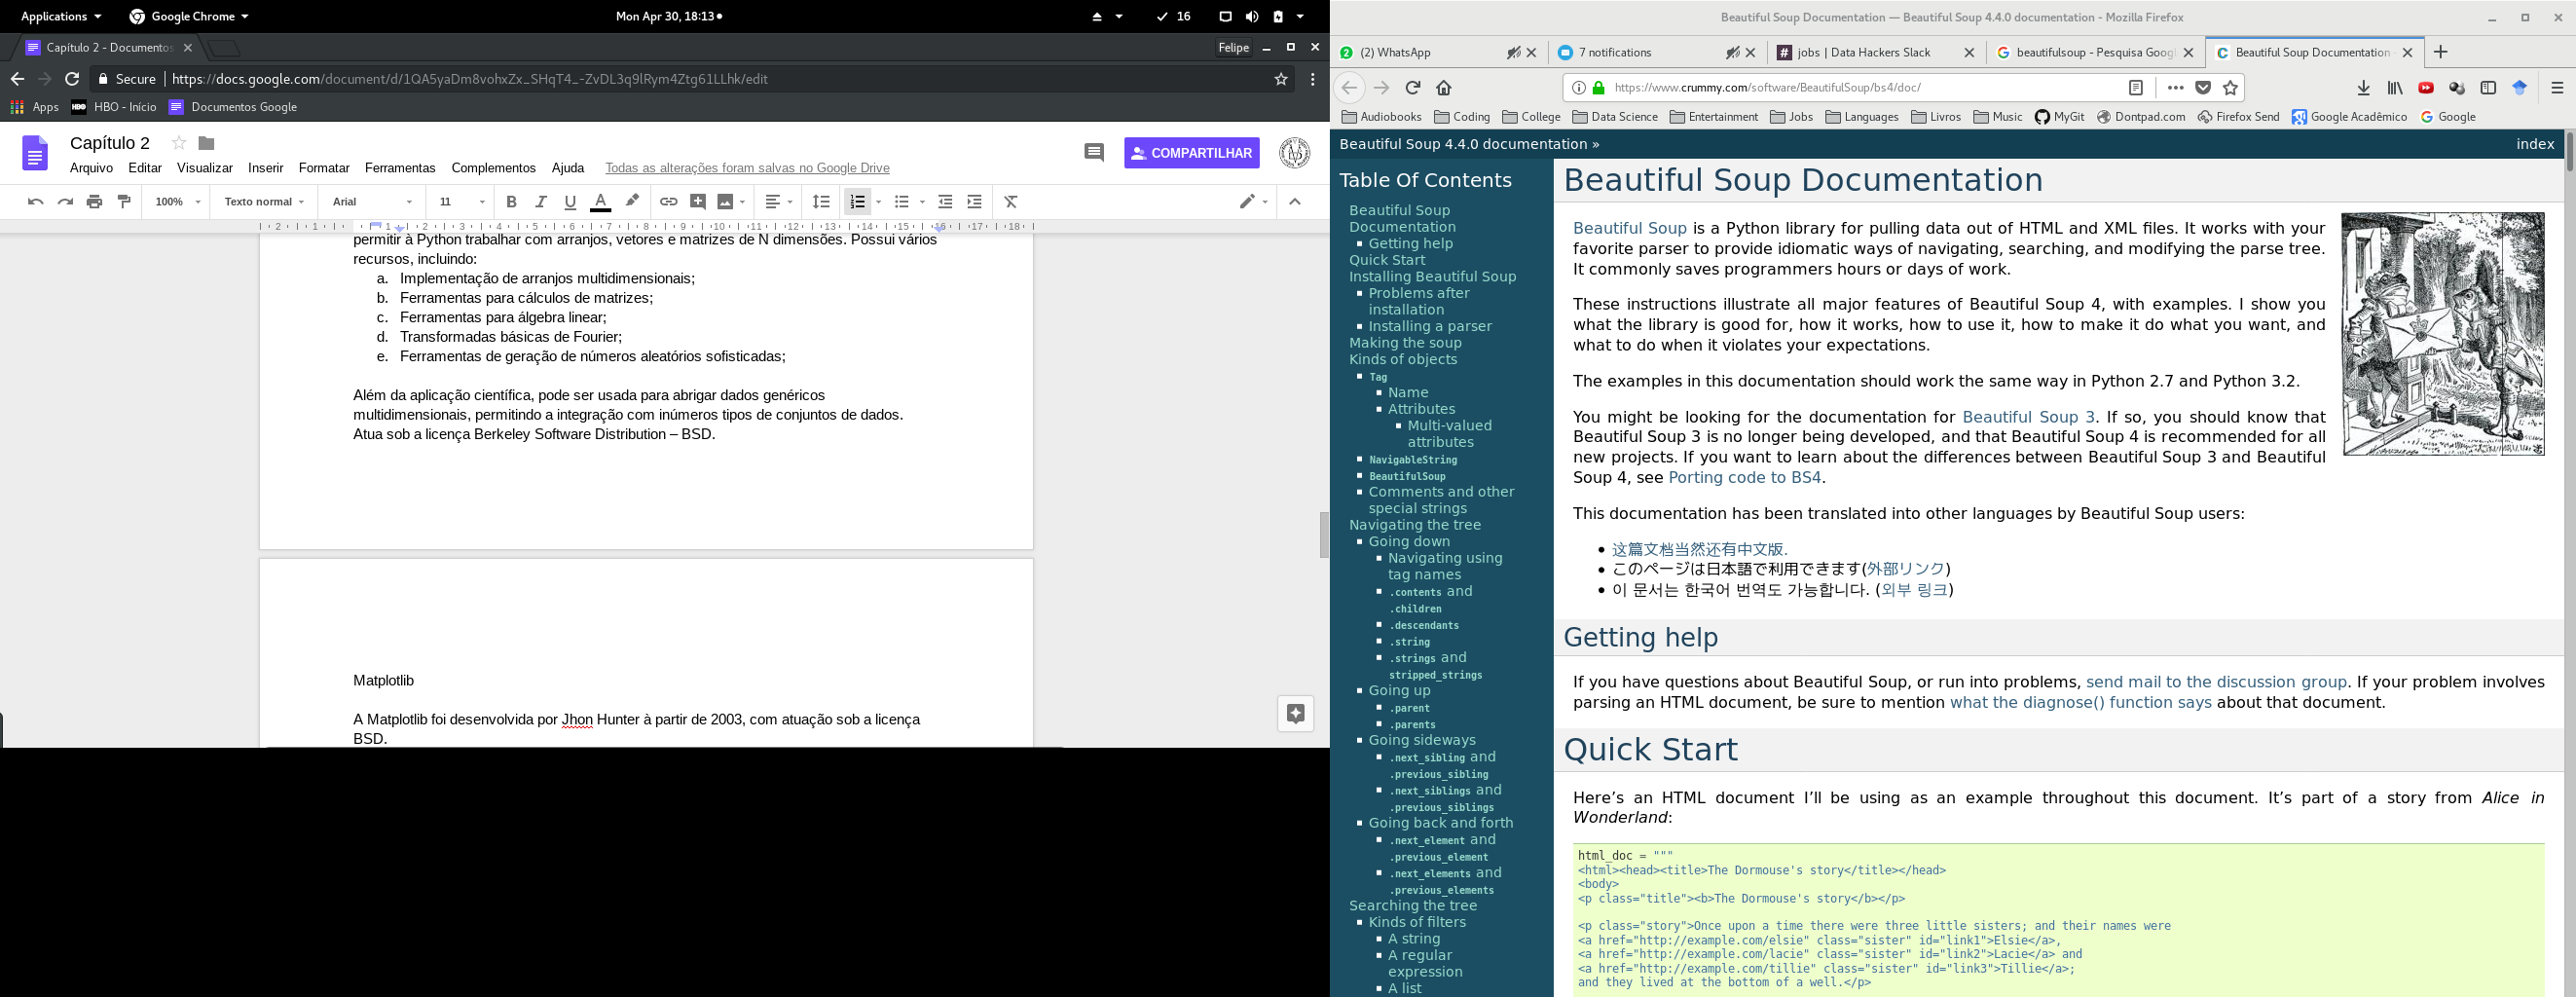 Applications
Google Chrome
Mon Apr 30, 18:13
16
Capítulo 2 - Documentos
Felipe
Secure
https://docs.google.com/document/d/1QA5yaDm8vohxZx_SHqT4_-ZvDL3q9lRym4Ztg61LLhk/edit
Apps
HBO - Início
Documentos Google
Capítulo 2
COMPARTILHAR
Arquivo Editar Visualizar Inserir Formatar Ferramentas Complementos Ajuda Todas as alterações foram salvas no Google Drive
100% Texto normal Arial 11
2 1 1 2 3 4 5 6 7 8 9 10 11 12 13 14 15 16 17 18
permitir à Python trabalhar com arranjos, vetores e matrizes de N dimensões. Possui vários
recursos, incluindo:
a. Implementação de arranjos multidimensionais;
b. Ferramentas para cálculos de matrizes;
c. Ferramentas para álgebra linear;
d. Transformadas básicas de Fourier;
e. Ferramentas de geração de números aleatórios sofisticadas;
Além da aplicação científica, pode ser usada para abrigar dados genéricos
multidimensionais, permitindo a integração com inúmeros tipos de conjuntos de dados.
Atua sob a licença Berkeley Software Distribution – BSD.
Matplotlib
A Matplotlib foi desenvolvida por Jhon Hunter à partir de 2003, com atuação sob a licença
BSD.
Beautiful Soup Documentation — Beautiful Soup 4.4.0 documentation - Mozilla Firefox
(2) WhatsApp
7 notifications
jobs | Data Hackers Slack
beautifulsoup - Pesquisa Goog
Beautiful Soup Documentation
https://www.crummy.com/software/BeautifulSoup/bs4/doc/
Audiobooks Coding College Data Science Entertainment Jobs Languages Livros Music MyGit Dontpad.com Firefox Send Google Acadêmico Google
Beautiful Soup 4.4.0 documentation »
index
Table Of Contents
Beautiful Soup
Documentation
Getting help
Quick Start
Installing Beautiful Soup
Problems after
installation
Installing a parser
Making the soup
Kinds of objects
Tag
Name
Attributes
Multi-valued
attributes
NavigableString
BeautifulSoup
Comments and other
special strings
Navigating the tree
Going down
Navigating using
tag names
.contents and
.children
.descendants
.string
.strings and
stripped_strings
Going up
.parent
.parents
Going sideways
.next_sibling and
.previous_sibling
.next_siblings and
.previous_siblings
Going back and forth
.next_element and
.previous_element
.next_elements and
.previous_elements
Searching the tree
Kinds of filters
A string
A regular
expression
A list
Beautiful Soup Documentation
Beautiful Soup is a Python library for pulling data out of HTML and XML files. It works with your
favorite parser to provide idiomatic ways of navigating, searching, and modifying the parse tree.
It commonly saves programmers hours or days of work.
These instructions illustrate all major features of Beautiful Soup 4, with examples. I show you
what the library is good for, how it works, how to use it, how to make it do what you want, and
what to do when it violates your expectations.
The examples in this documentation should work the same way in Python 2.7 and Python 3.2.
You might be looking for the documentation for Beautiful Soup 3. If so, you should know that
Beautiful Soup 3 is no longer being developed, and that Beautiful Soup 4 is recommended for all
new projects. If you want to learn about the differences between Beautiful Soup 3 and Beautiful
Soup 4, see Porting code to BS4.
This documentation has been translated into other languages by Beautiful Soup users:
这篇文档当然还有中文版.
このページは日本語で利用できます(外部リンク)
이 문서는 한국어 번역도 가능합니다. (외부 링크)
Getting help
If you have questions about Beautiful Soup, or run into problems, send mail to the discussion group. If your problem involves
parsing an HTML document, be sure to mention what the diagnose() function says about that document.
Quick Start
Here’s an HTML document I’ll be using as an example throughout this document. It’s part of a story from Alice in
Wonderland:
html_doc = """
<html><head><title>The Dormouse's story</title></head>
<body>
<p class="title"><b>The Dormouse's story</b></p>
<p class="story">Once upon a time there were three little sisters; and their names were
<a href="http://example.com/elsie" class="sister" id="link1">Elsie</a>,
<a href="http://example.com/lacie" class="sister" id="link2">Lacie</a> and
<a href="http://example.com/tillie" class="sister" id="link3">Tillie</a>;
and they lived at the bottom of a well.</p>